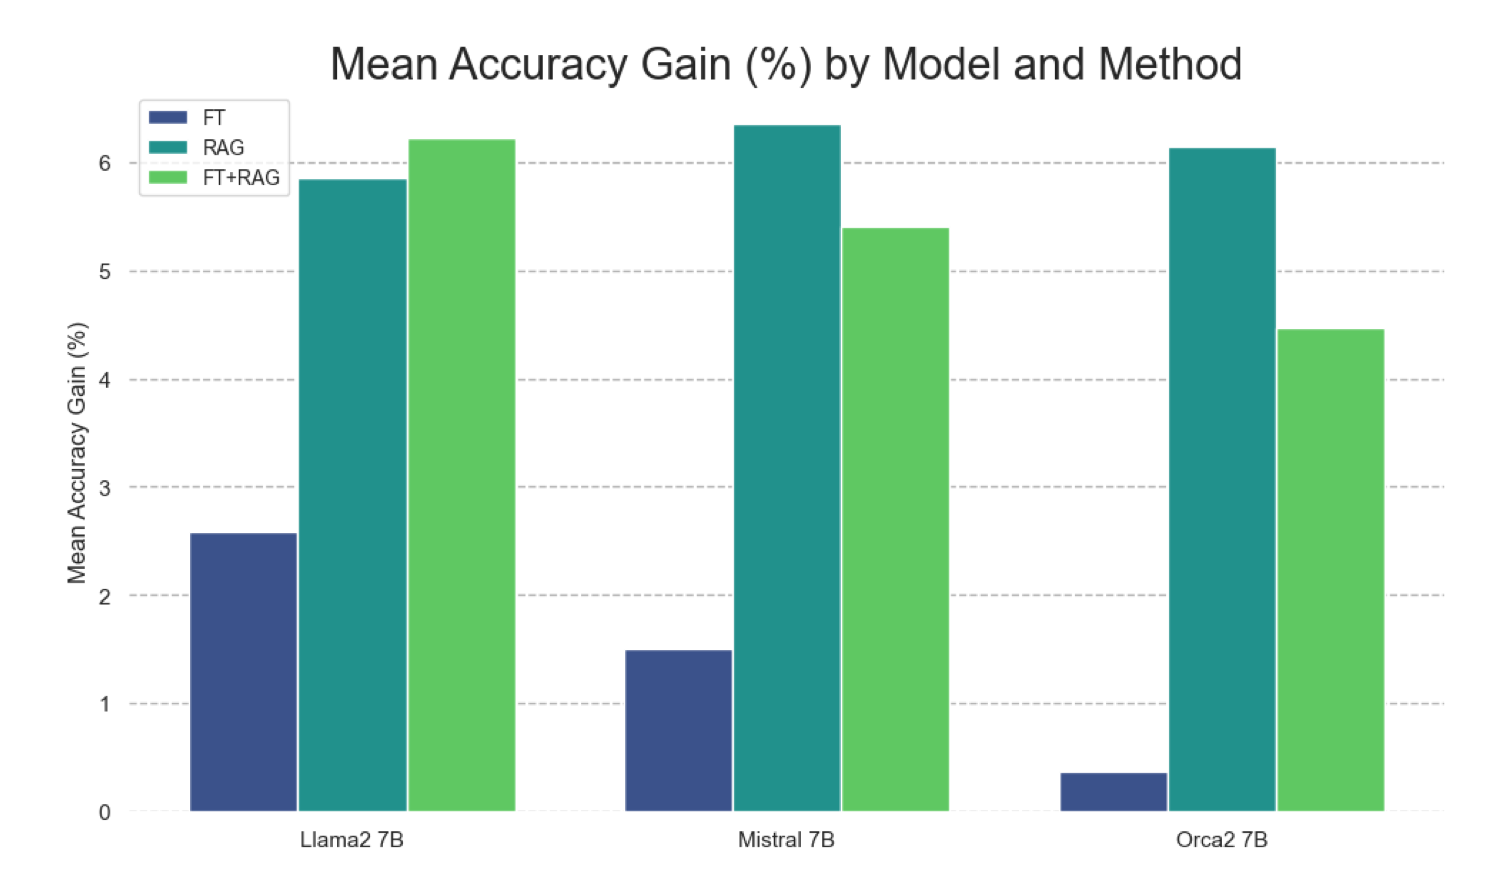 Mean Accuracy Gain (%) by Model and Method
FT
RAG
FT+RAG
Mean Accuracy Gain (%)
6
5
4
3
2
1
0
Llama2 7B
Mistral 7B
Orca2 7B